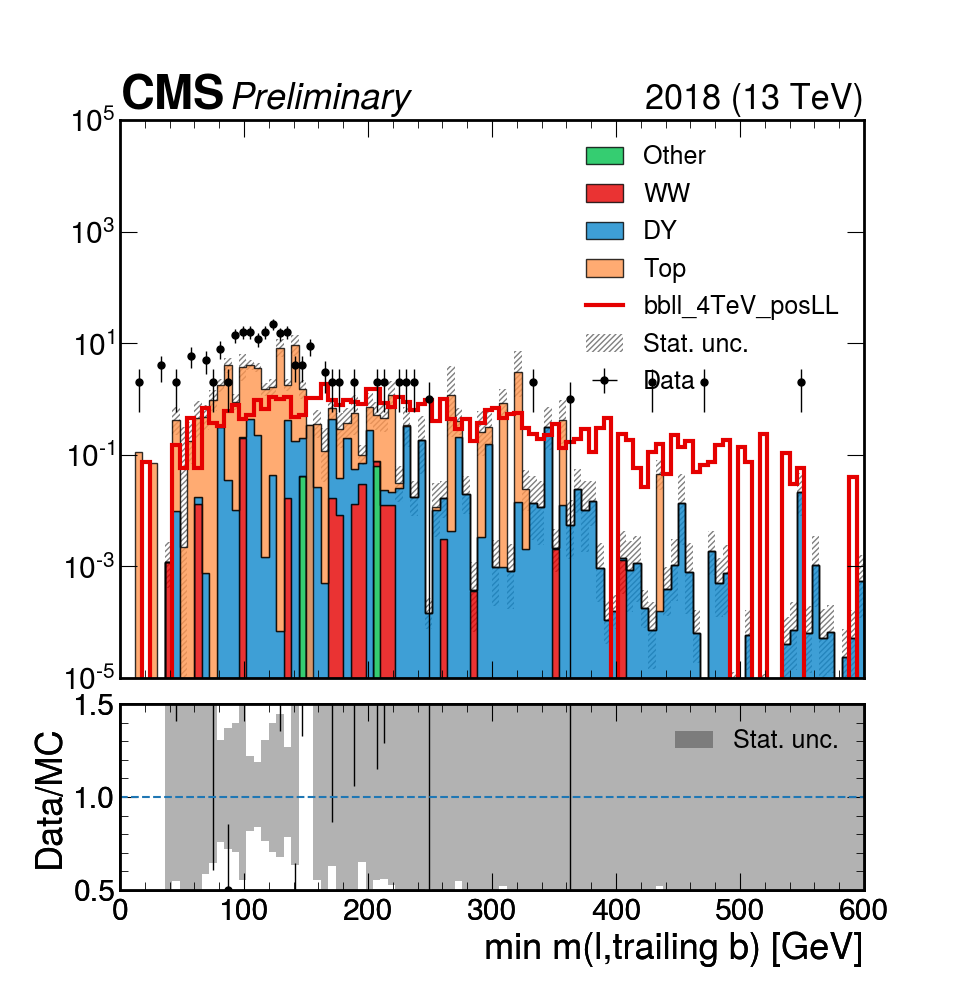 CMS Preliminary 2018 (13 TeV)
10^5
10^3
10^1
10^-1
10^-3
10^-5
Other
WW
DY
Top
bbll_4TeV_posLL
Stat. unc.
Data
1.5
1.0
0.5
Data/MC
Stat. unc.
0 100 200 300 400 500 600
min m(l,trailing b) [GeV]